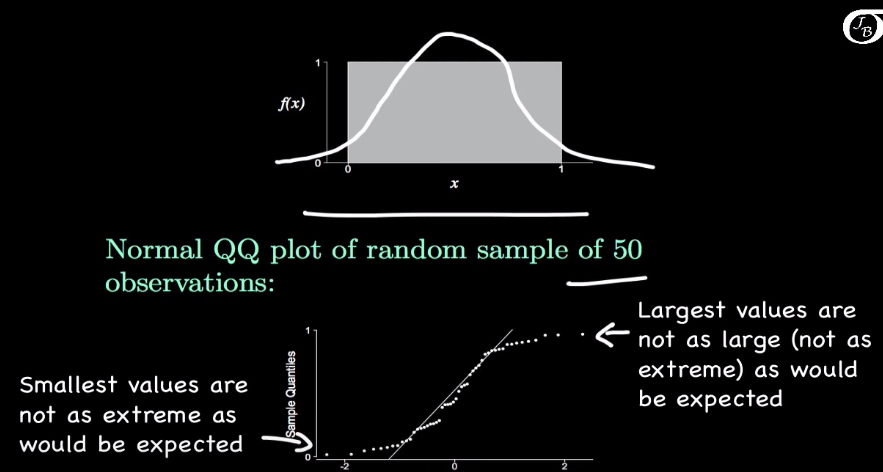 JB
1
f(x)
0
0
1
x
Normal QQ plot of random sample of 50
observations:
Largest values are
not as large (not as
extreme) as would
be expected
1
Sample Quantiles
Smallest values are
not as extreme as
would be expected
0
-2
0
2